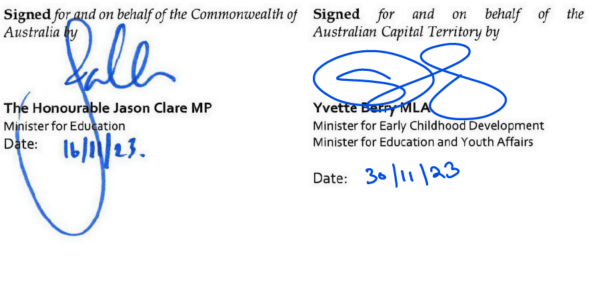 Signed for and on behalf of the Commonwealth of
Australia by
The Honourable Jason Clare MP
Minister for Education
Date: 16/11/23.
Signed for and on behalf of the
Australian Capital Territory by
Yvette Berry MLA
Minister for Early Childhood Development
Minister for Education and Youth Affairs
Date: 30/11/23